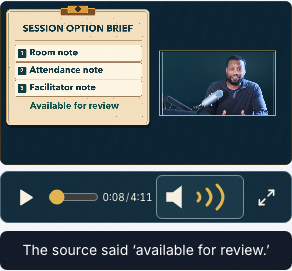 SESSION OPTION BRIEF
1 Room note
2 Attendance note
3 Facilitator note
Available for review
0:08/4:11
The source said ‘available for review.’